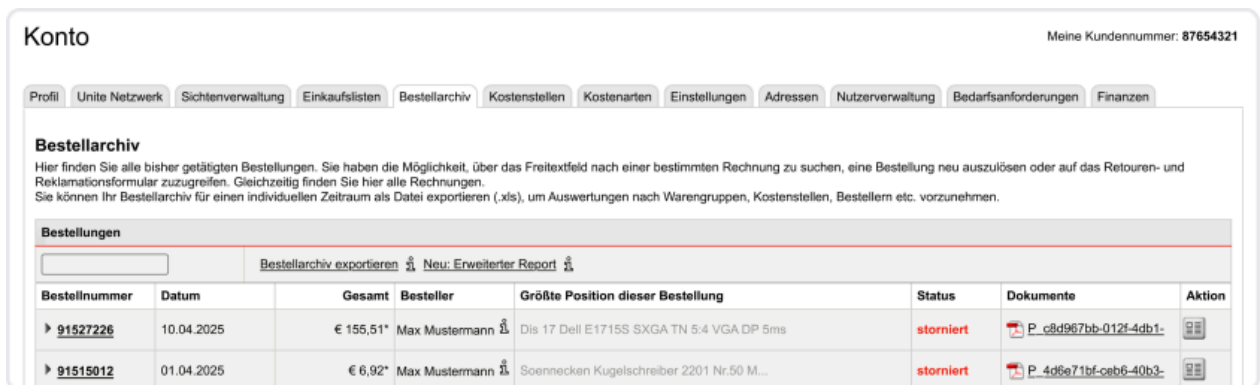 Konto
Meine Kundennummer: 87654321
Profil Unite Netzwerk Sichtenverwaltung Einkaufslisten Bestellarchiv Kostenstellen Kostenarten Einstellungen Adressen Nutzerverwaltung Bedarfsanforderungen Finanzen
Bestellarchiv
Hier finden Sie alle bisher getätigten Bestellungen. Sie haben die Möglichkeit, über das Freitextfeld nach einer bestimmten Rechnung zu suchen, eine Bestellung neu auszulösen oder auf das Retouren- und
Reklamationsformular zuzugreifen. Gleichzeitig finden Sie hier alle Rechnungen.
Sie können Ihr Bestellarchiv für einen individuellen Zeitraum als Datei exportieren (.xls), um Auswertungen nach Warengruppen, Kostenstellen, Bestellern etc. vorzunehmen.
Bestellungen
Bestellarchiv exportieren Neu: Erweiterter Report
Bestellnummer Datum Gesamt Besteller Größte Position dieser Bestellung Status Dokumente Aktion
91527226 10.04.2025 € 155,51* Max Mustermann Dis 17 Dell E1715S SXGA TN 5:4 VGA DP 5ms storniert P_c8d967bb-012f-4db1-
91515012 01.04.2025 € 6,92* Max Mustermann Soennecken Kugelschreiber 2201 Nr.50 M... storniert P_4d6e71bf-ceb6-40b3-